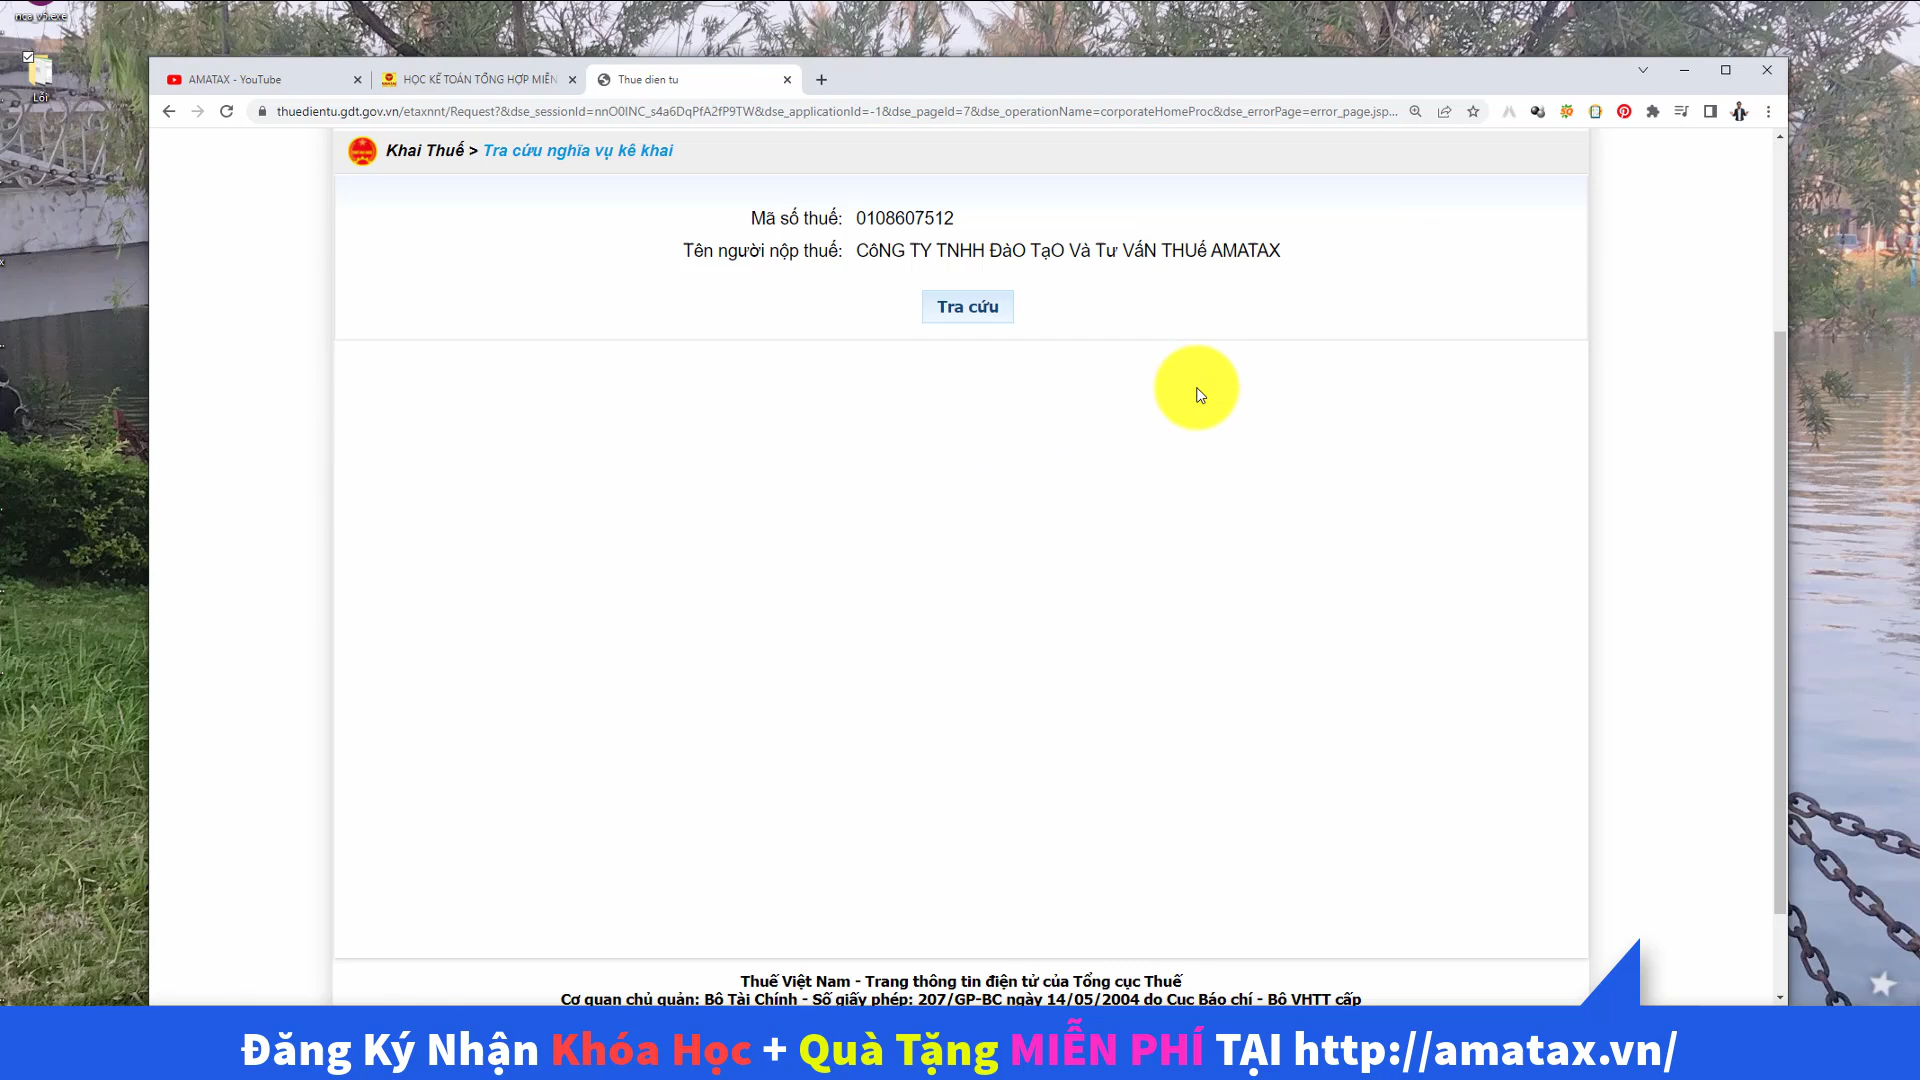 nca_v5.exe
Lỗi
AMATAX - YouTube
HỌC KẾ TOÁN TỔNG HỢP MIỄN
Thue dien tu
thuedientu.gdt.gov.vn/etaxnnt/Request?&dse_sessionId=nnO0INC_s4a6DqPfA2fP9TW&dse_applicationId=-1&dse_pageId=7&dse_operationName=corporateHomeProc&dse_errorPage=error_page.jsp...
Khai Thuế > Tra cứu nghĩa vụ kê khai
Mã số thuế: 0108607512
Tên người nộp thuế: CôNG TY TNHH ĐàO TạO Và Tư VấN THUế AMATAX
Tra cứu
Thuế Việt Nam - Trang thông tin điện tử của Tổng cục Thuế
Cơ quan chủ quản: Bộ Tài Chính - Số giấy phép: 207/GP-BC ngày 14/05/2004 do Cục Báo chí - Bộ VHTT cấp
Đăng Ký Nhận Khóa Học + Quà Tặng MIỄN PHÍ TẠI http://amatax.vn/